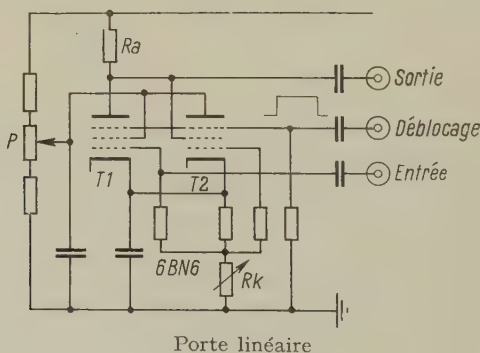 Ra
Sortie
P
Déblocage
T1
T2
Entrée
6BN6
Rk
Porte linéaire